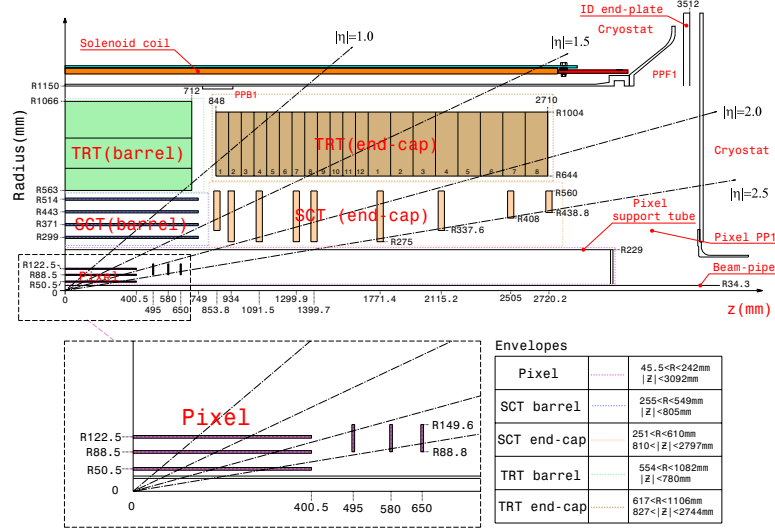 3512
ID end-plate
Cryostat
Solenoid coil
|η|=1.0
|η|=1.5
PPF1
R1150
PPB1
R1066
712
848
2710
R1004
Radius(mm)
TRT(barrel)
TRT(end-cap)
|η|=2.0
1 2 3 4 5 6 7 8 9 10 11 12 1 2 3 4 5 6 7 8
Cryostat
R644
R563
R514
R443
R371
R299
SCT(barrel)
SCT (end-cap)
R560
R438.8
R408
R337.6
R275
|η|=2.5
Pixel
support tube
Pixel PP1
R229
R122.5
R88.5
R50.5
Pixel
Beam-pipe
R34.3
0
0
400.5 580 749 934 1299.9 1771.4 2115.2 2505 2720.2
495 650 853.8 1091.5 1399.7
z(mm)
Pixel
R122.5
R88.5
R50.5
0
0
R149.6
R88.8
400.5 495 580 650
Envelopes
Pixel
45.5<R<242mm
|Z|<3092mm
SCT barrel
255<R<549mm
|Z|<805mm
SCT end-cap
251<R<610mm
810<|Z|<2797mm
TRT barrel
554<R<1082mm
|Z|<780mm
TRT end-cap
617<R<1106mm
827<|Z|<2744mm